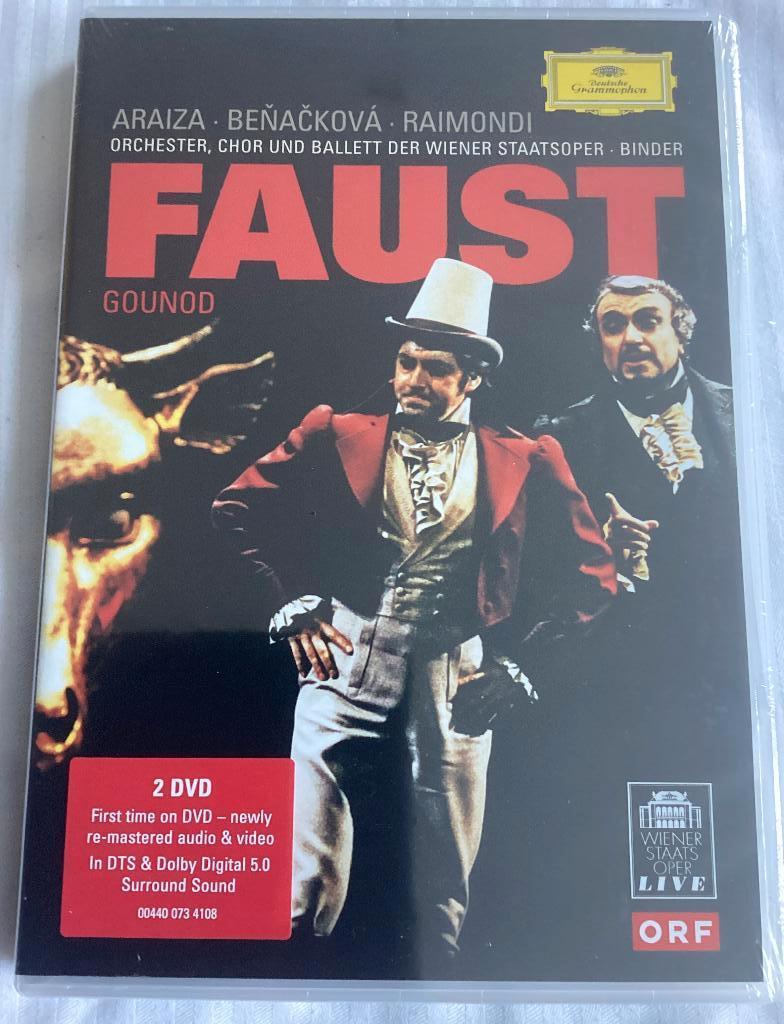 Deutsche
Grammophon
ARAIZA · BEŇAČKOVÁ · RAIMONDI
ORCHESTER, CHOR UND BALLETT DER WIENER STAATSOPER · BINDER
FAUST
GOUNOD
2 DVD
First time on DVD – newly
re-mastered audio & video
In DTS & Dolby Digital 5.0
Surround Sound
00440 073 4108
WIENER
STAATS
OPER
LIVE
ORF